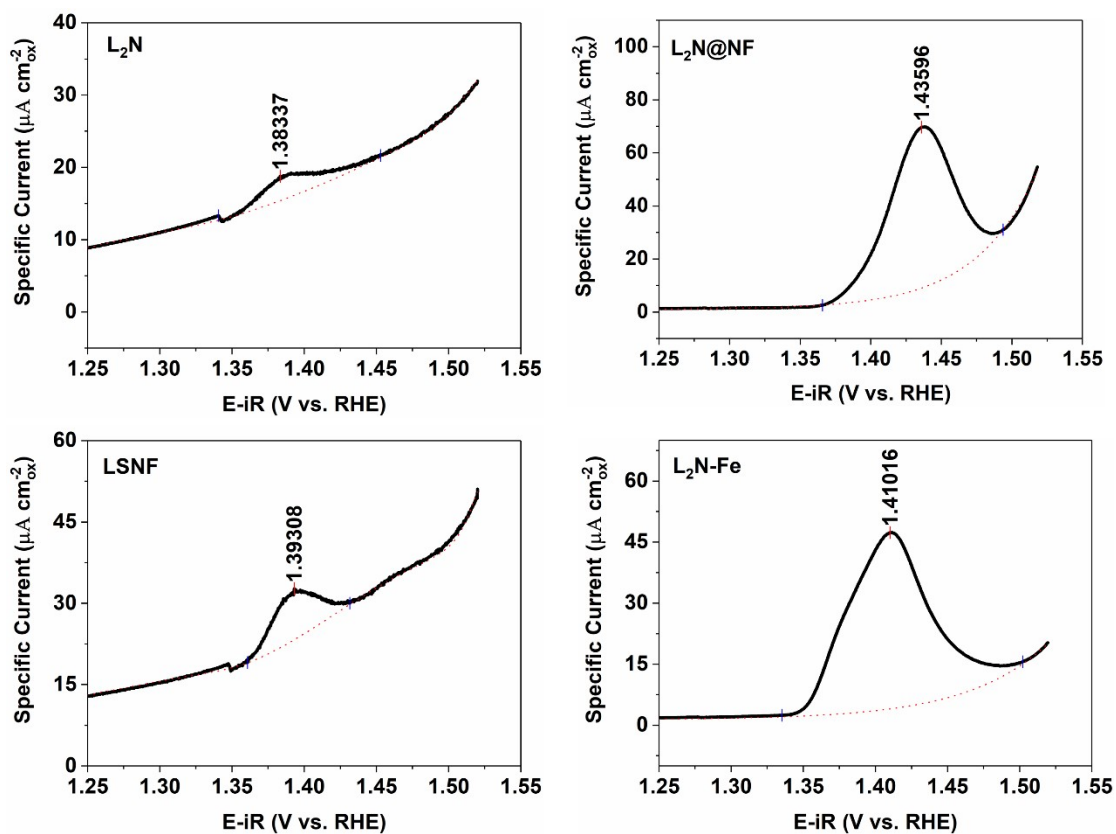 L₂N
1.38337
40
30
20
10
0
Specific Current (μA cm⁻²ox)
1.25 1.30 1.35 1.40 1.45 1.50 1.55
E-iR (V vs. RHE)
L₂N@NF
1.43596
100
80
60
40
20
0
Specific Current (μA cm⁻²ox)
1.25 1.30 1.35 1.40 1.45 1.50 1.55
E-iR (V vs. RHE)
LSNF
1.39308
60
45
30
15
0
Specific Current (μA cm⁻²ox)
1.25 1.30 1.35 1.40 1.45 1.50 1.55
E-iR (V vs. RHE)
L₂N-Fe
1.41016
60
45
30
15
0
Specific Current (μA cm⁻²ox)
1.25 1.30 1.35 1.40 1.45 1.50 1.55
E-iR (V vs. RHE)